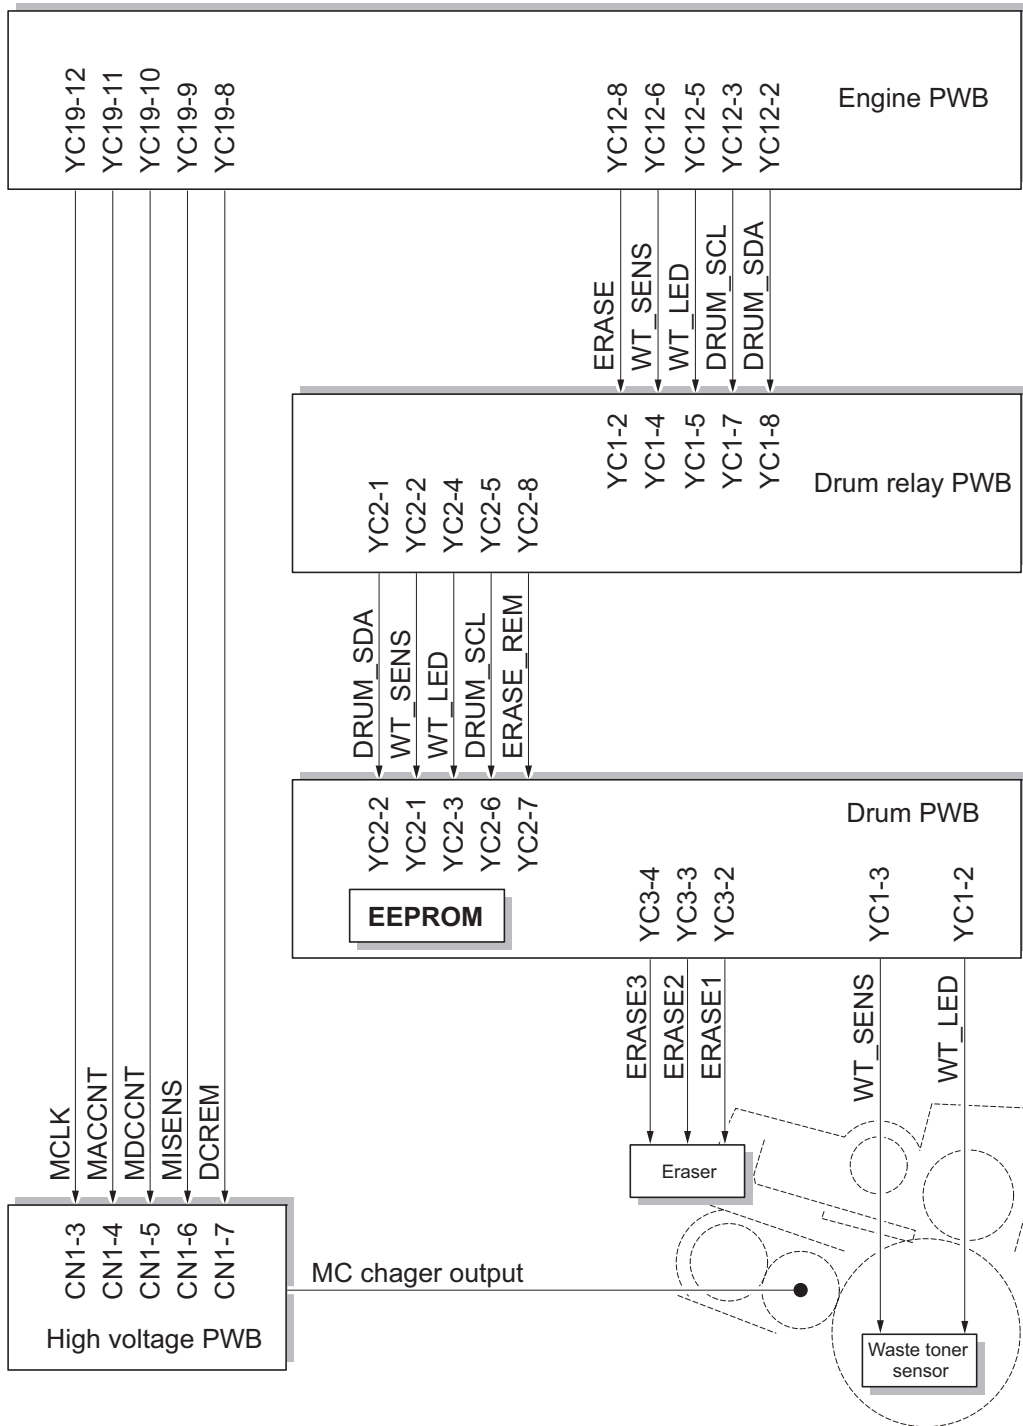 YC19-12
YC19-11
YC19-10
YC19-9
YC19-8
YC12-8
YC12-6
YC12-5
YC12-3
YC12-2
Engine PWB
ERASE
WT_SENS
WT_LED
DRUM_SCL
DRUM_SDA
YC1-2
YC1-4
YC1-5
YC1-7
YC1-8
Drum relay PWB
YC2-1
YC2-2
YC2-4
YC2-5
YC2-8
DRUM_SDA
WT_SENS
WT_LED
DRUM_SCL
ERASE_REM
YC2-2
YC2-1
YC2-3
YC2-6
YC2-7
Drum PWB
EEPROM
YC3-4
YC3-3
YC3-2
YC1-3
YC1-2
ERASE3
ERASE2
ERASE1
WT_SENS
WT_LED
MCLK
MACCNT
MDCCNT
MISENS
DCREM
Eraser
CN1-3
CN1-4
CN1-5
CN1-6
CN1-7
High voltage PWB
MC chager output
Waste toner
sensor